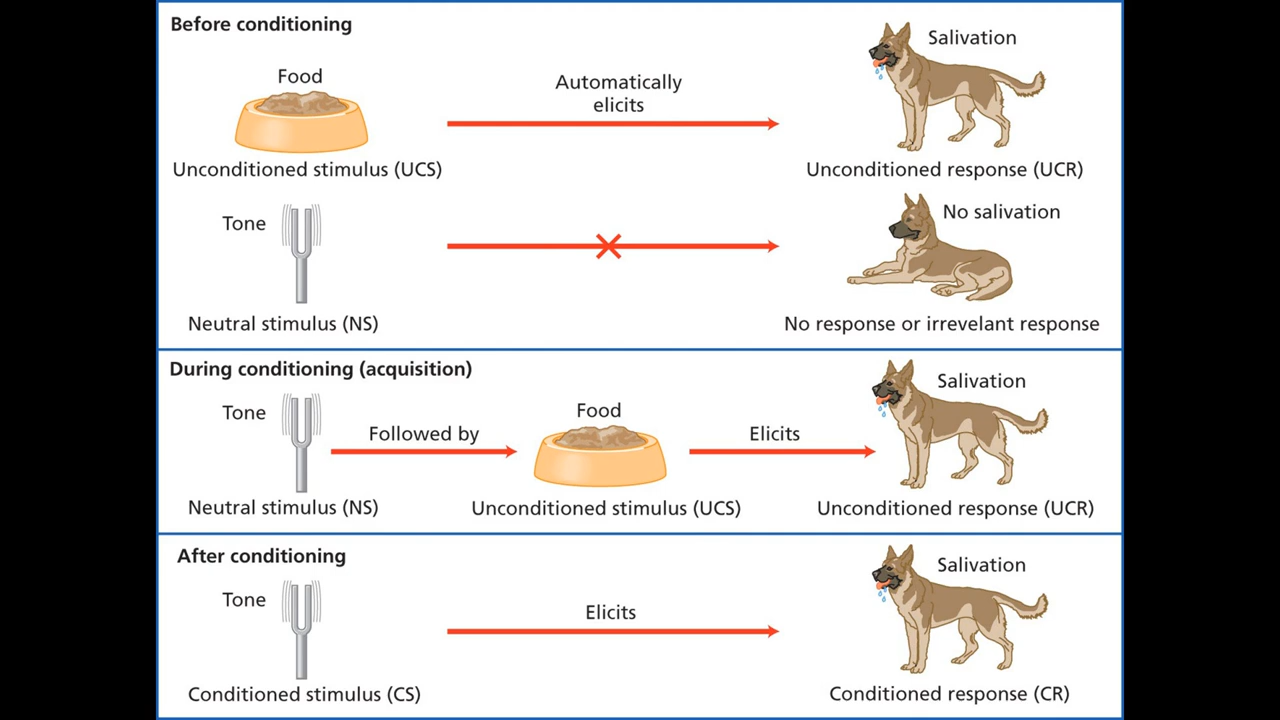 Before conditioning
Food
Automatically
elicits
Salivation
Unconditioned stimulus (UCS)
Unconditioned response (UCR)
Tone
No salivation
Neutral stimulus (NS)
No response or irrevelant response
During conditioning (acquisition)
Tone
Followed by
Food
Elicits
Salivation
Neutral stimulus (NS)
Unconditioned stimulus (UCS)
Unconditioned response (UCR)
After conditioning
Tone
Elicits
Salivation
Conditioned stimulus (CS)
Conditioned response (CR)